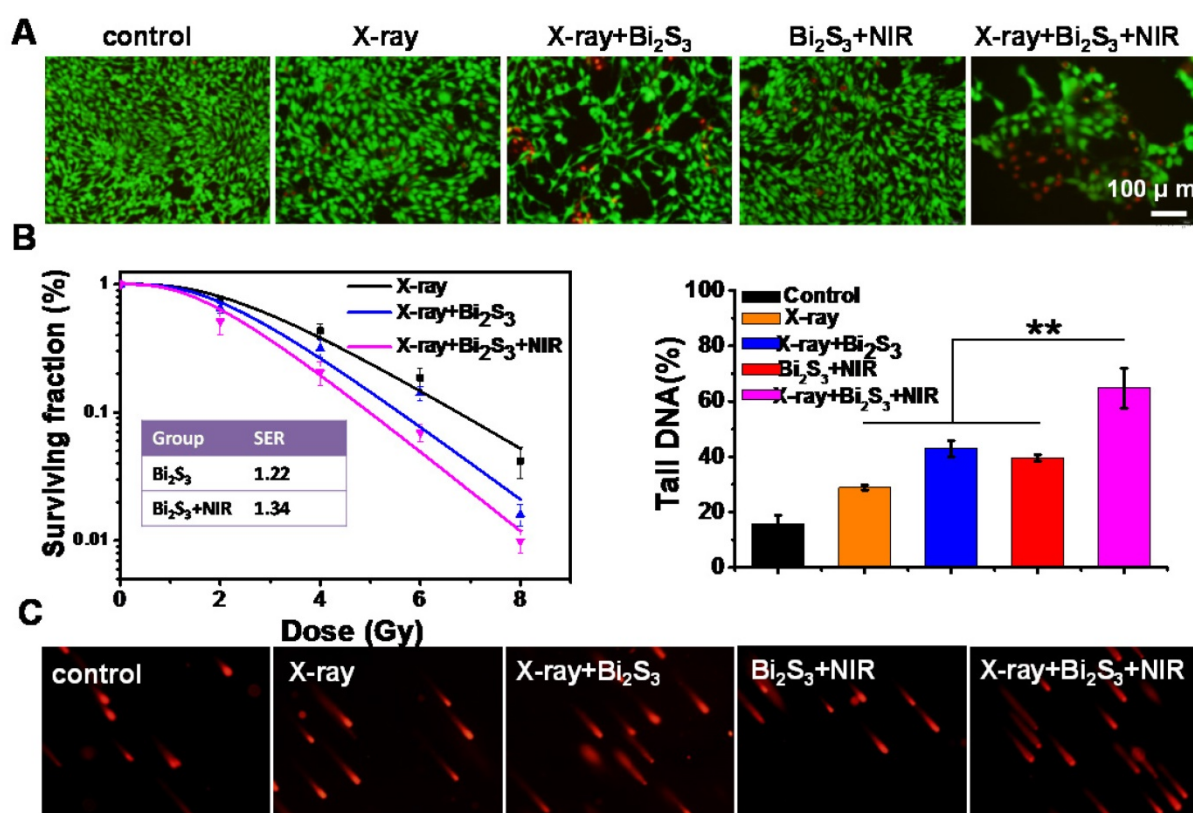 A
control
X-ray
X-ray+Bi₂S₃
Bi₂S₃+NIR
X-ray+Bi₂S₃+NIR
100 μ m
B
Surviving fraction (%)
1
0.1
0.01
X-ray
X-ray+Bi₂S₃
X-ray+Bi₂S₃+NIR
Group SER
Bi₂S₃ 1.22
Bi₂S₃+NIR 1.34
0 2 4 6 8
Dose (Gy)
Tail DNA(%)
100
80
60
40
20
0
Control
X-ray
X-ray+Bi₂S₃
Bi₂S₃+NIR
X-ray+Bi₂S₃+NIR
**
C
control
X-ray
X-ray+Bi₂S₃
Bi₂S₃+NIR
X-ray+Bi₂S₃+NIR